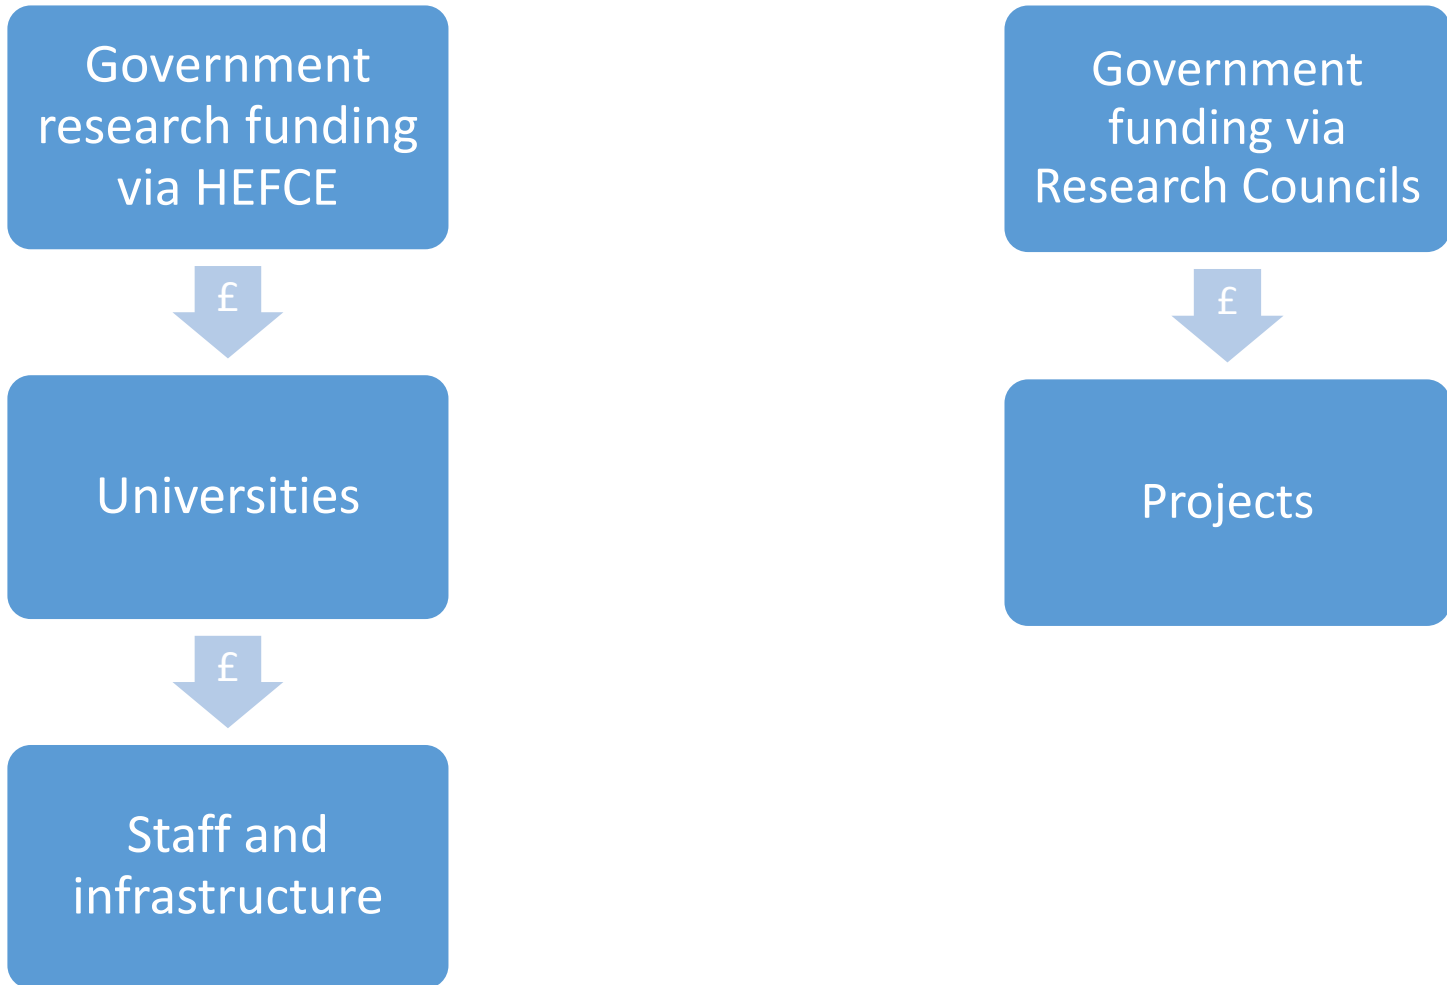 Government
research funding
via HEFCE
£
Universities
£
Staff and
infrastructure
Government
funding via
Research Councils
£
Projects